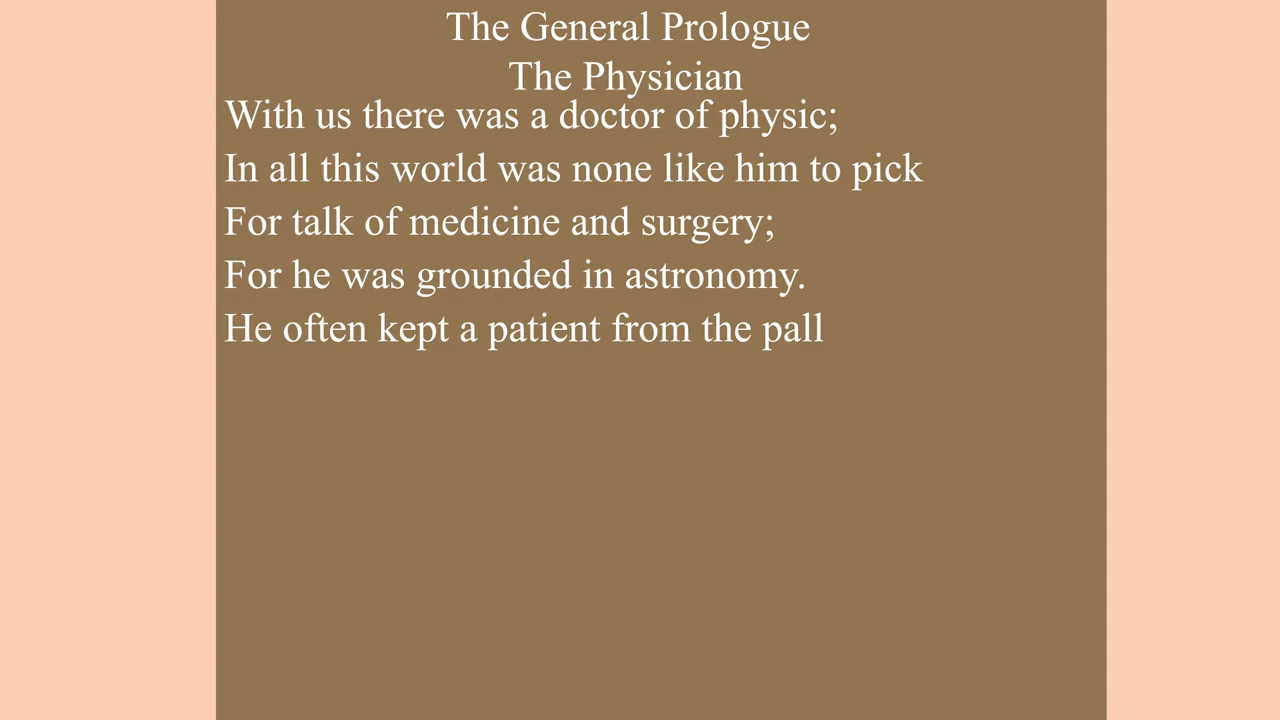 The General Prologue
The Physician
With us there was a doctor of physic;
In all this world was none like him to pick
For talk of medicine and surgery;
For he was grounded in astronomy.
He often kept a patient from the pall